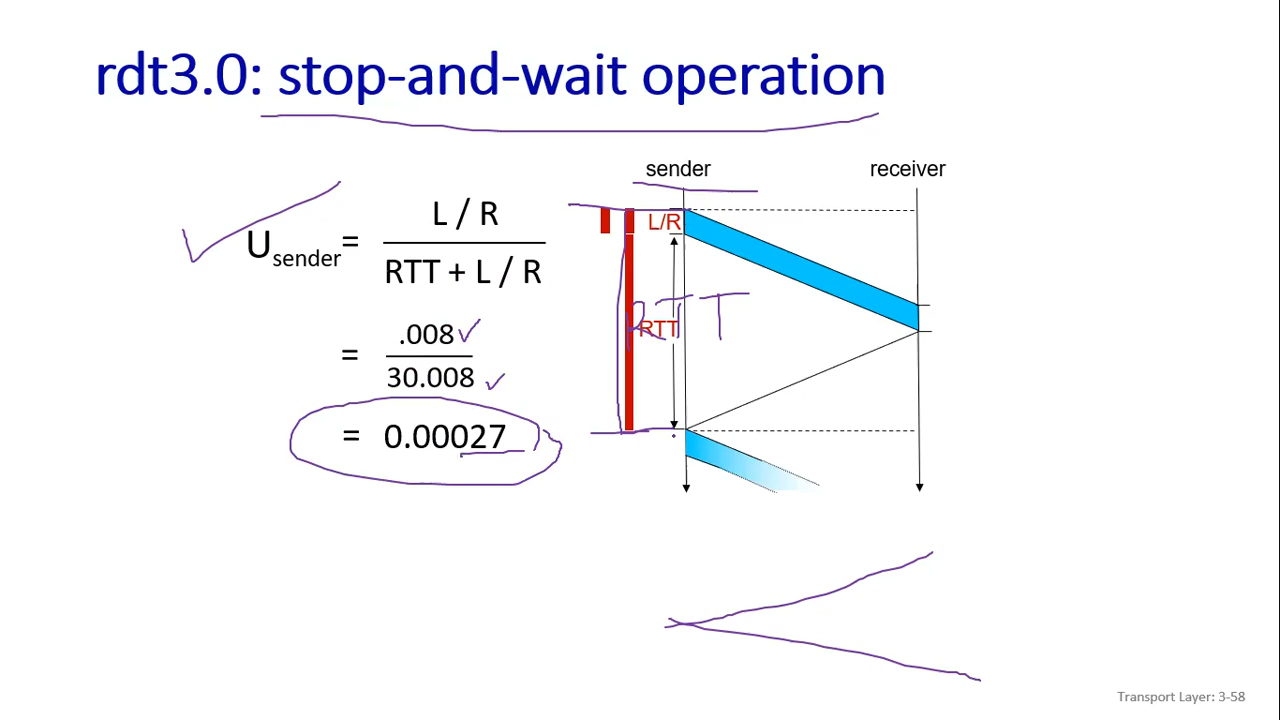 rdt3.0: stop-and-wait operation
sender
receiver
U sender = L / R
RTT + L / R
L/R
RTT
RTT
= .008
30.008
= 0.00027
Transport Layer: 3-58